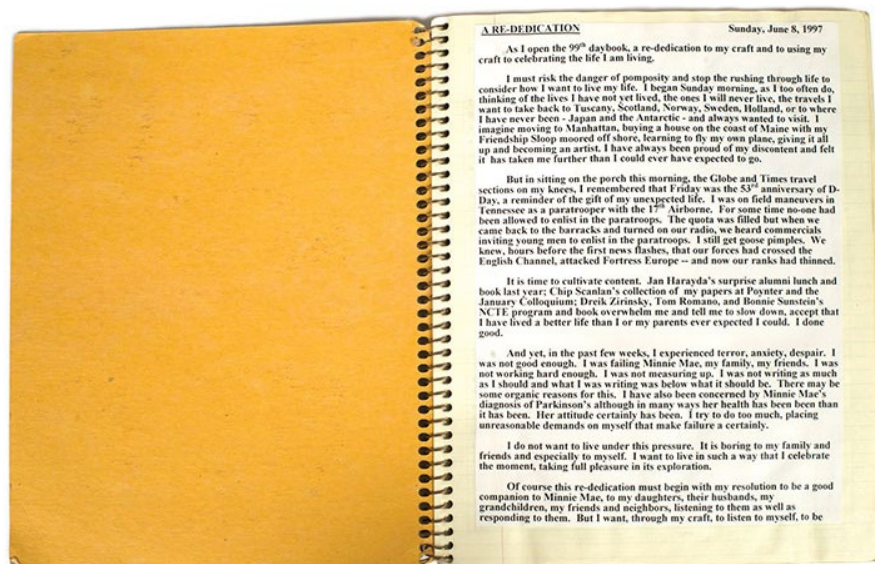 A RE-DEDICATION Sunday, June 8, 1997
As I open the 99th daybook, a re-dedication to my craft and to using my
craft to celebrating the life I am living.
I must risk the danger of pomposity and stop the rushing through life to
consider how I want to live my life. I began Sunday morning, as I too often do,
thinking of the lives I have not yet lived, the ones I will never live, the travels I
want to take back to Tuscany, Scotland, Norway, Sweden, Holland, or to where
I have never been - Japan and the Antarctic - and always wanted to visit. I
imagine moving to Manhattan, buying a house on the coast of Maine with my
Friendship Sloop moored off shore, learning to fly my own plane, giving it all
up and becoming an artist. I have always been proud of my discontent and felt
it has taken me further than I could ever have expected to go.
But in sitting on the porch this morning, the Globe and Times travel
sections on my knees, I remembered that Friday was the 53rd anniversary of D-
Day, a reminder of the gift of my unexpected life. I was on field maneuvers in
Tennessee as a paratrooper with the 17th Airborne. For some time no-one had
been allowed to enlist in the paratroops. The quota was filled but when we
came back to the barracks and turned on our radio, we heard commercials
inviting young men to enlist in the paratroops. I still get goose pimples. We
knew, hours before the first news flashes, that our forces had crossed the
English Channel, attacked Fortress Europe -- and now our ranks had thinned.
It is time to cultivate content. Jan Harayda's surprise alumni lunch and
book last year; Chip Scanlan's collection of my papers at Poynter and the
January Colloquium; Dreik Zirinsky, Tom Romano, and Bonnie Sunstein's
NCTE program and book overwhelm me and tell me to slow down, accept that
I have lived a better life than I or my parents ever expected I could. I done
good.
And yet, in the past few weeks, I experienced terror, anxiety, despair. I
was not good enough. I was failing Minnie Mae, my family, my friends. I was
not working hard enough. I was not measuring up. I was not writing as much
as I should and what I was writing was below what it should be. There may be
some organic reasons for this. I have also been concerned by Minnie Mae's
diagnosis of Parkinson's although in many ways her health has been been than
it has been. Her attitude certainly has been. I try to do too much, placing
unreasonable demands on myself that make failure a certainly.
I do not want to live under this pressure. It is boring to my family and
friends and especially to myself. I want to live in such a way that I celebrate
the moment, taking full pleasure in its exploration.
Of course this re-dedication must begin with my resolution to be a good
companion to Minnie Mae, to my daughters, their husbands, my
grandchildren, my friends and neighbors, listening to them as well as
responding to them. But I want, through my craft, to listen to myself, to be